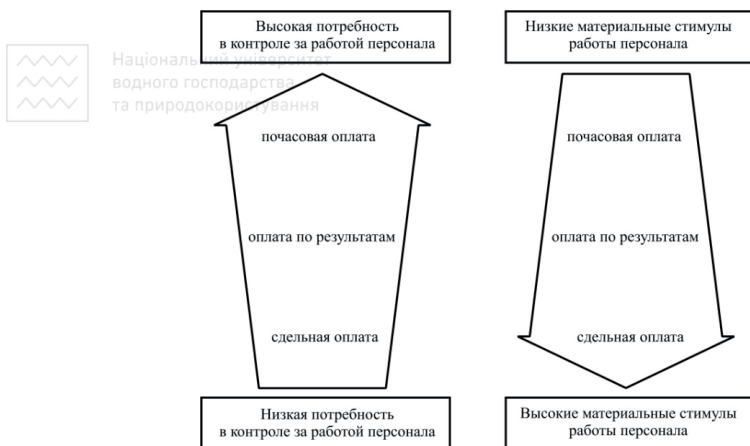 Высокая потребность
в контроле за работой персонала
Низкие материальные стимулы
работы персонала
Національний університет
водного господарства
та природокористування
почасовая оплата
почасовая оплата
оплата по результатам
оплата по результатам
сдельная оплата
сдельная оплата
Низкая потребность
в контроле за работой персонала
Высокие материальные стимулы
работы персонала